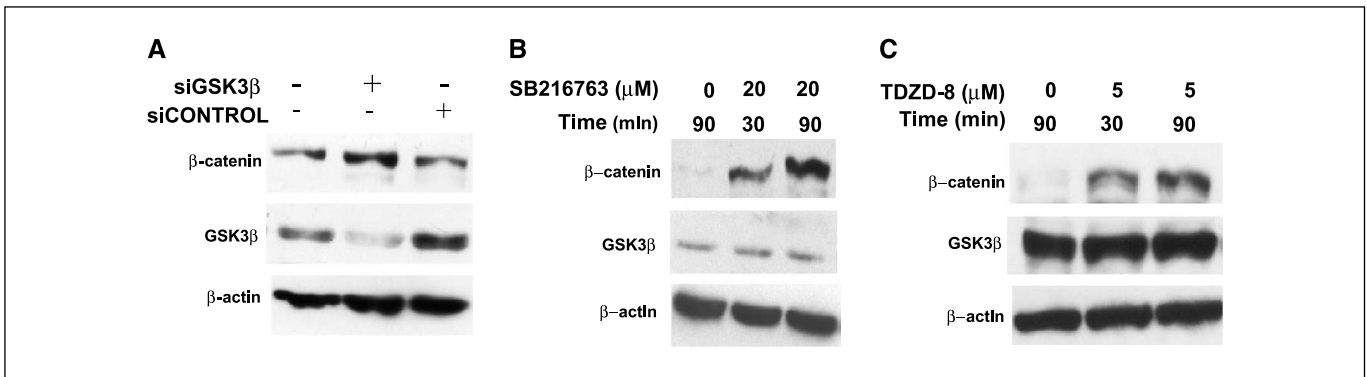 A
siGSK3β - + -
siCONTROL - - +
β-catenin
GSK3β
β-actin
B
SB216763 (μM) 0 20 20
Time (mIn) 90 30 90
β–catenin
GSK3β
β–actIn
C
TDZD-8 (μM) 0 5 5
Time (min) 90 30 90
β–catenin
GSK3β
β–actIn